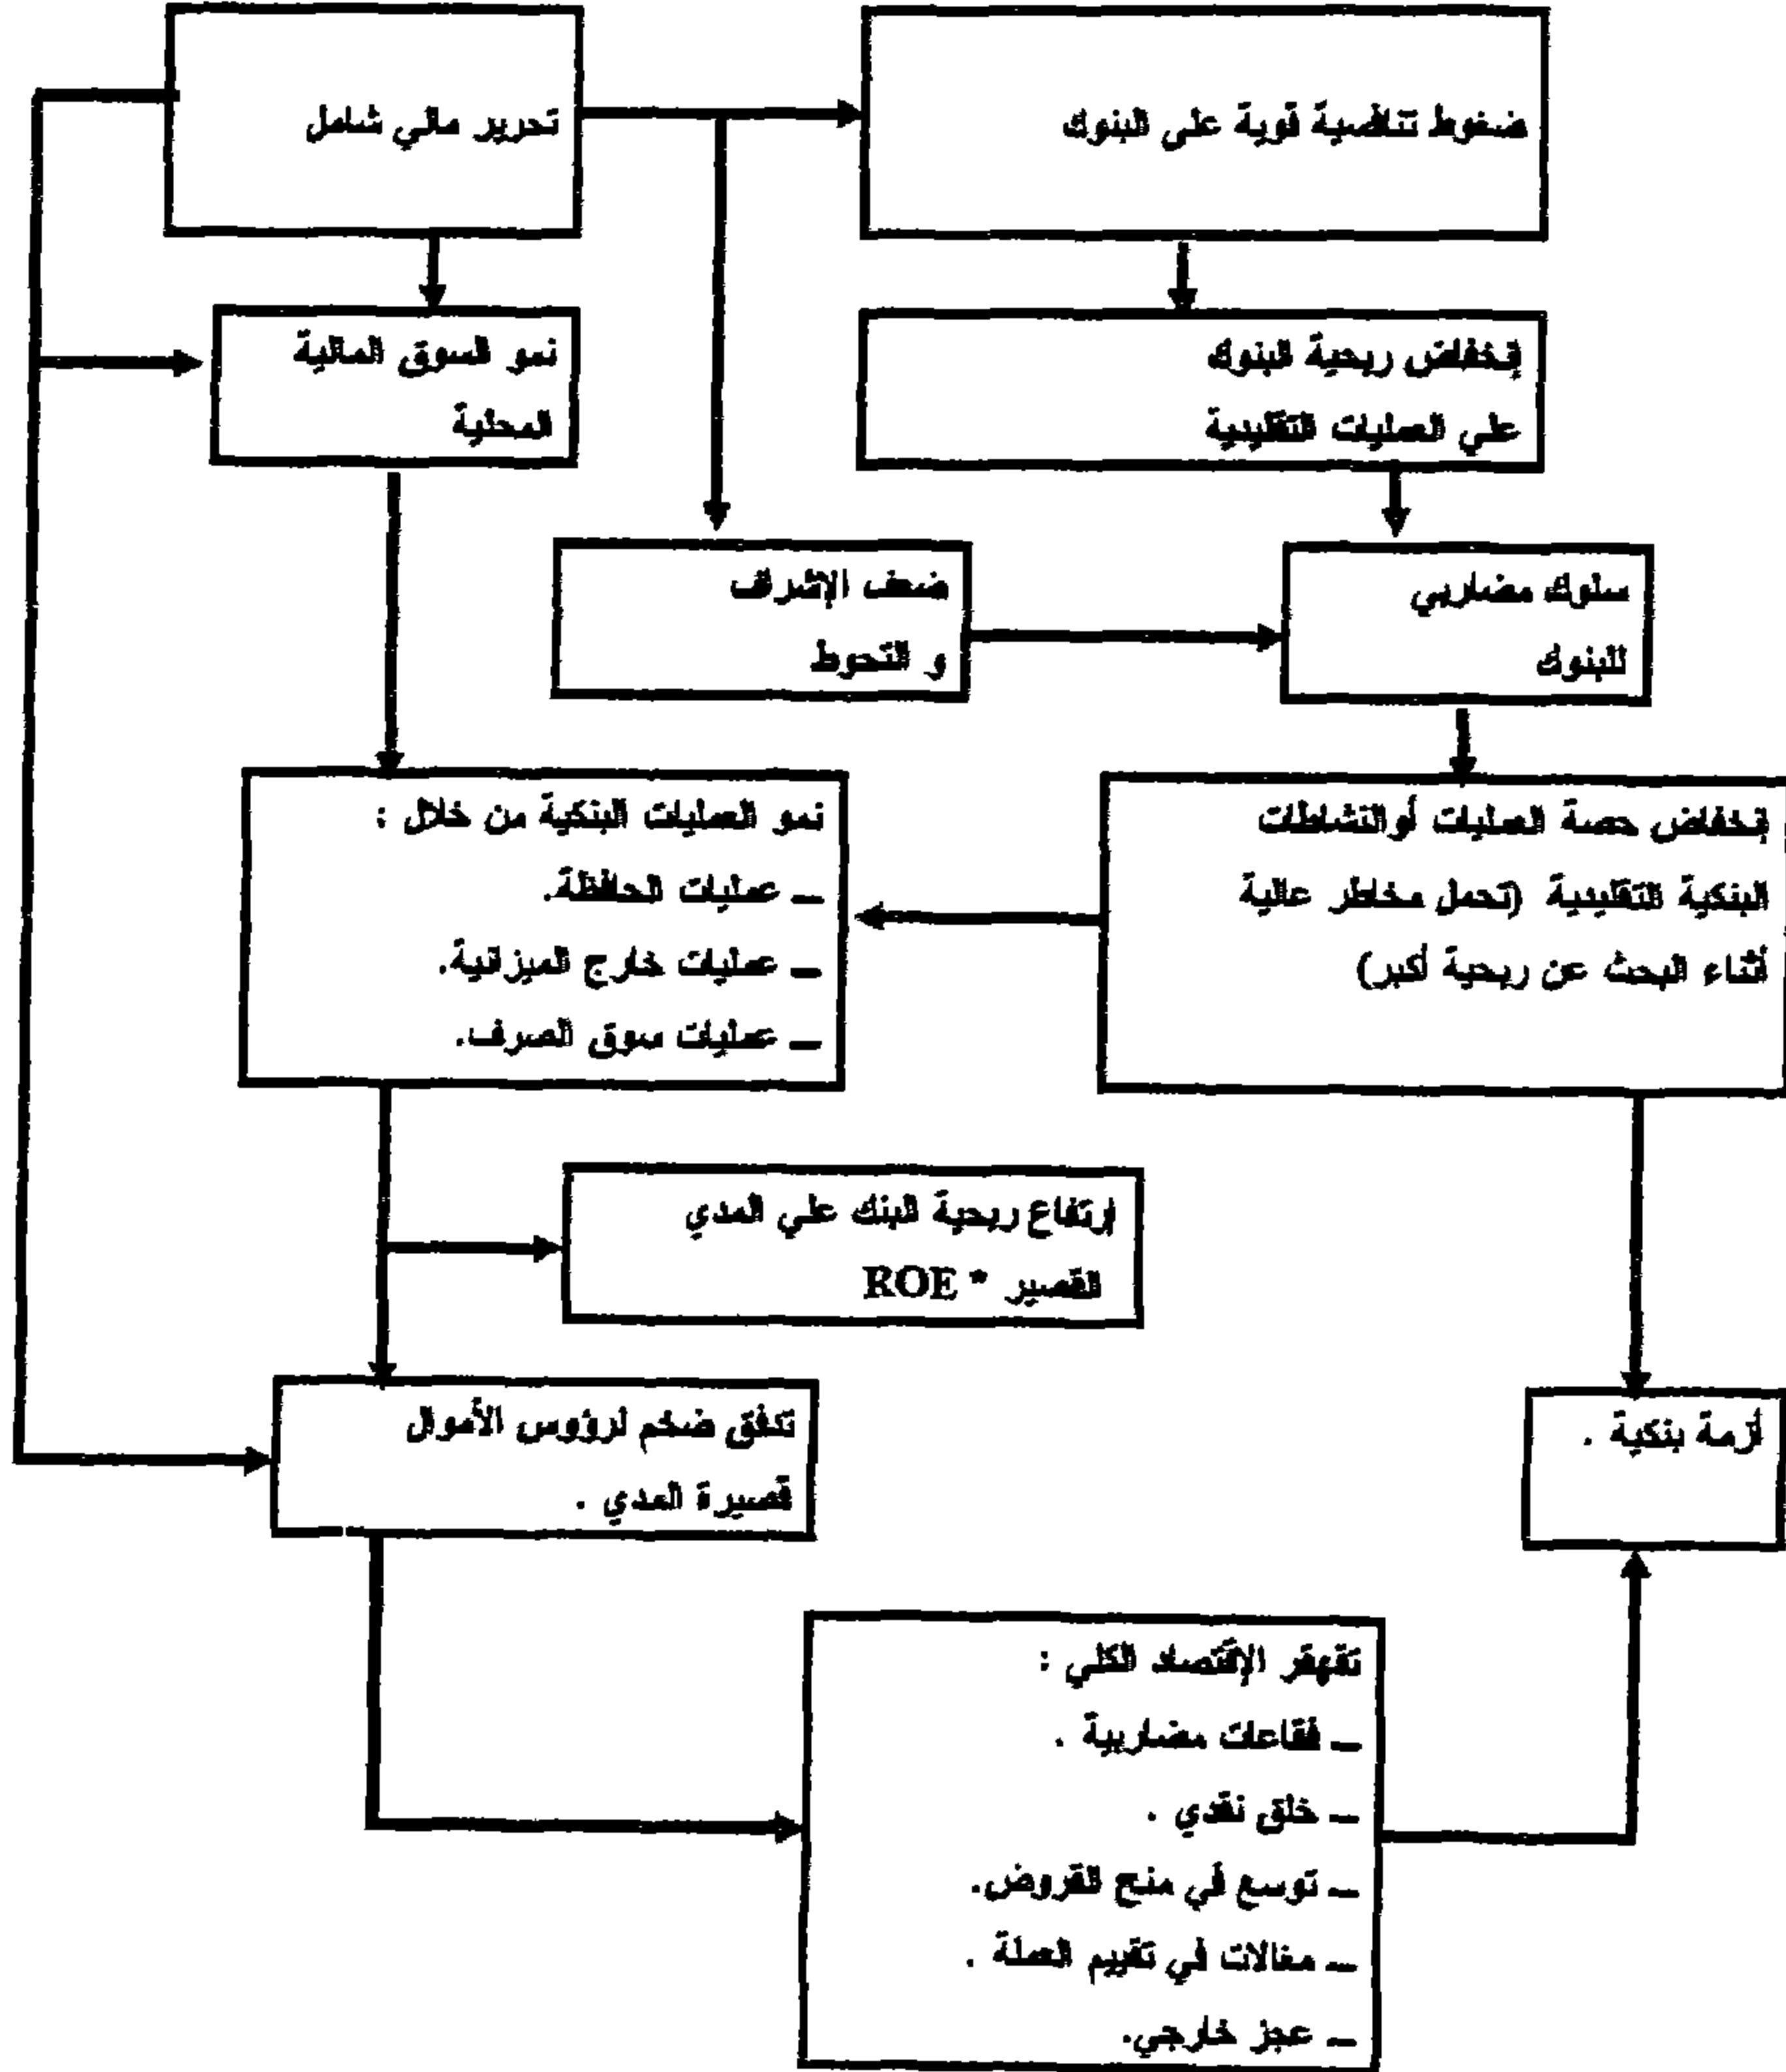 تحرير مالي شامل
ضغوط تنافسية قوية على البنوك
نمو السوق المالية
المحلية
إنخفاض ربحية البنوك
على العمليات التقليدية
ضعف الإشراف
و التحوط
سلوك مضاربي
للبنوك
نمو العمليات البنكية من خلال :
– عمليات الحافظة.
– عمليات خارج الميزانية.
– عمليات سوق الصرف.
إنخفاض حصة العمليات أوالنشاطات
البنكية التقليدية (تحمل مخاطر عالية
أثناء البحث عن ربحية أكبر)
إرتفاع ربحية البنك علي المدي
القصير * ROE
تدفق ضخم لرؤوس الأموال
قصيرة المدي .
أزمة بنكية .
تقهقر الإقتصاد الكلي :
– فقاعات مضاربية .
– خلق نقدي .
– توسع في منح القروض.
– مغالات في تقييم العملة .
– عجز خارجي.